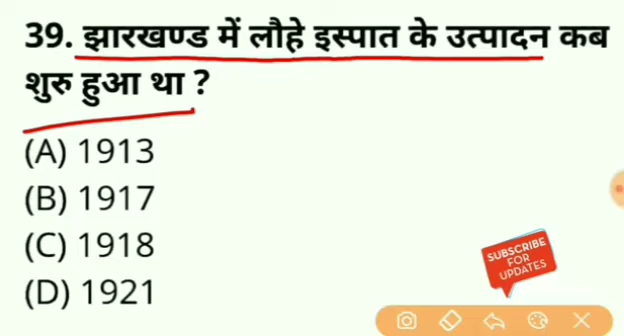 39. झारखण्ड में लौहे इस्पात के उत्पादन कब
शुरु हुआ था ?
(A) 1913
(B) 1917
(C) 1918
(D) 1921
SUBSCRIBE
FOR
UPDATES